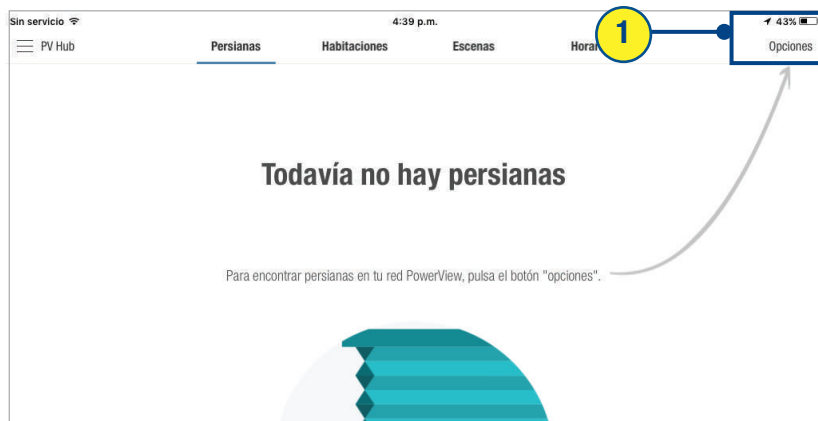 Sin servicio 4:39 p.m. 43%
PV Hub Persianas Habitaciones Escenas Opciones
1
Todavía no hay persianas
Para encontrar persianas en tu red PowerView, pulsa el botón "opciones".